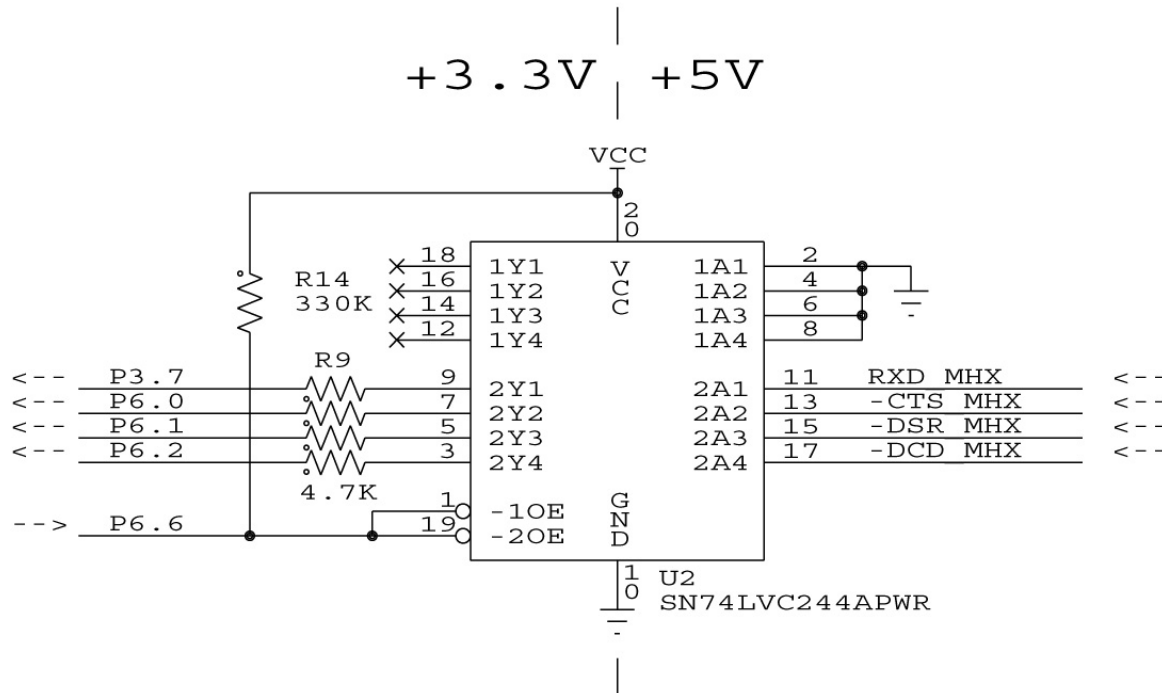 +3.3V +5V
VCC
20
18 1Y1 VCC 1A1 2
R14 16 1Y2 1A2 4
330K 14 1Y3 1A3 6
12 1Y4 1A4 8
R9
<-- P3.7 9 2Y1 2A1 11 RXD_MHX <--
<-- P6.0 7 2Y2 2A2 13 -CTS_MHX <--
<-- P6.1 5 2Y3 2A3 15 -DSR_MHX <--
<-- P6.2 3 2Y4 2A4 17 -DCD_MHX <--
4.7K
1 -1OE GND
--> P6.6 19 -2OE
10 U2
SN74LVC244APWR